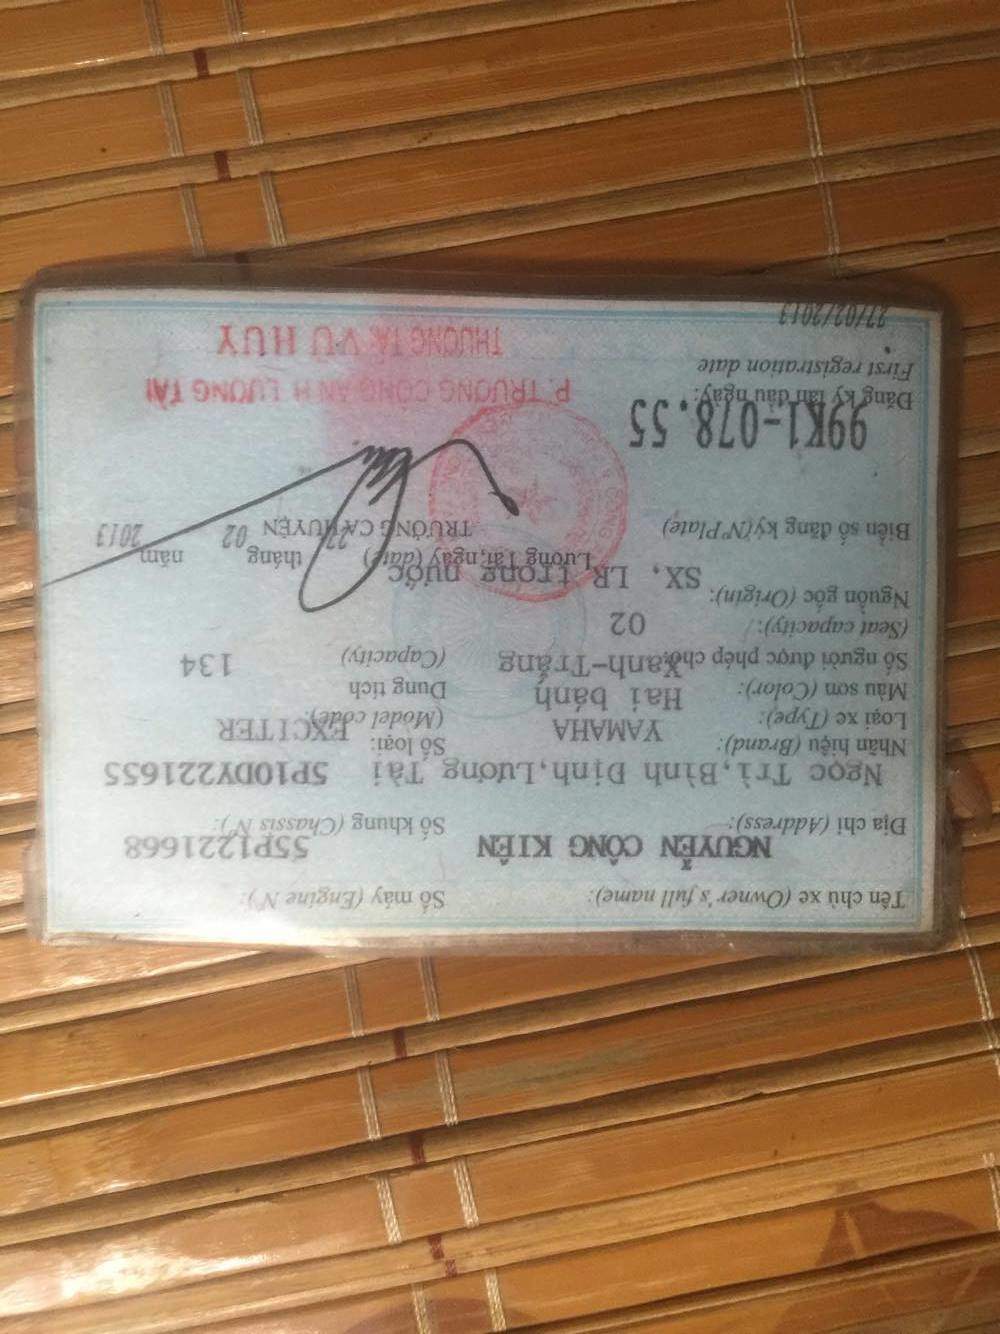 Tên chủ xe (Owner's full name):
Số máy (Engine Nº):
NGUYỄN CÔNG KIÊN
55P1221668
Địa chỉ (Address):
Số khung (Chassis Nº):
Ngọc Trì,Bình Định,Lương Tài
5P10DY221655
Nhãn hiệu (Brand):
YAMAHA
Số loại:
(Model code):
EXCITER
Loại xe (Type):
Hai bánh
Dung tích
Màu sơn (Color):
Xanh-Trắng
(Capacity)
134
Số người được phép chở:
(Seat capacity):
02
Nguồn gốc (Origin):
SX, LR trong nước
Lương Tài,ngày (date) 27 tháng 02 năm 2013
Biển số đăng ký(Nº Plate)
TRƯỞNG CA HUYỆN
99K1-078.55
Đăng ký lần đầu ngày:
P. TRƯỞNG CÔNG AN H LƯƠNG TÀI
First registration date
THƯỢNG TÁ: VŨ HUY
27/02/2013